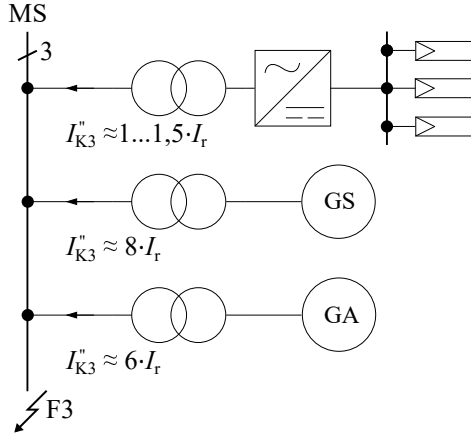 MS
3
I"K3 ≈1...1,5·Ir
I"K3 ≈ 8·Ir
GS
I"K3 ≈ 6·Ir
GA
F3